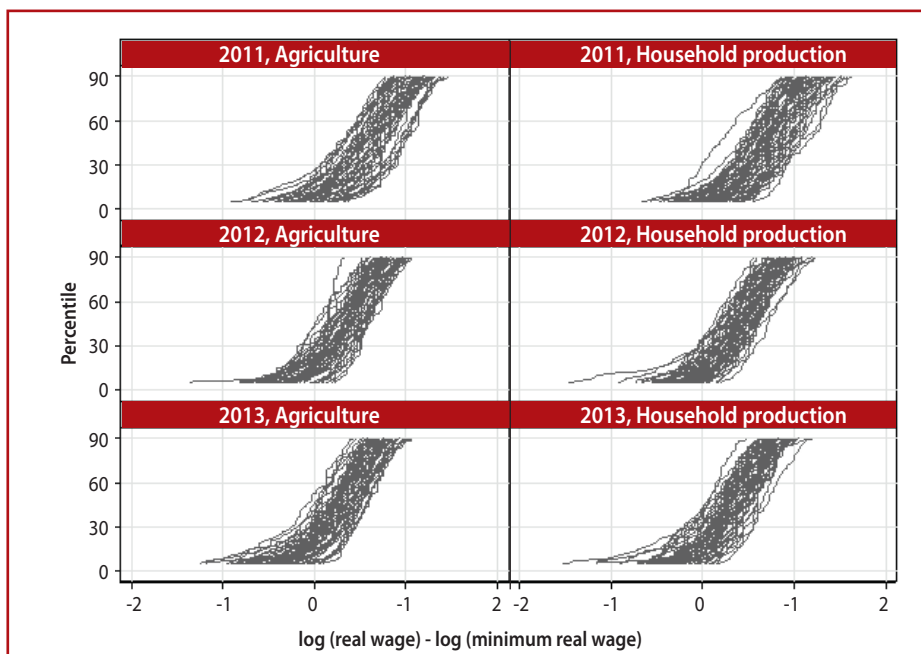 2011, Agriculture
2011, Household production
90
60
30
0
2012, Agriculture
2012, Household production
90
60
30
0
2013, Agriculture
2013, Household production
90
60
30
0
Percentile
-2 -1 0 -1 2 -2 -1 0 -1 2
log (real wage) - log (minimum real wage)